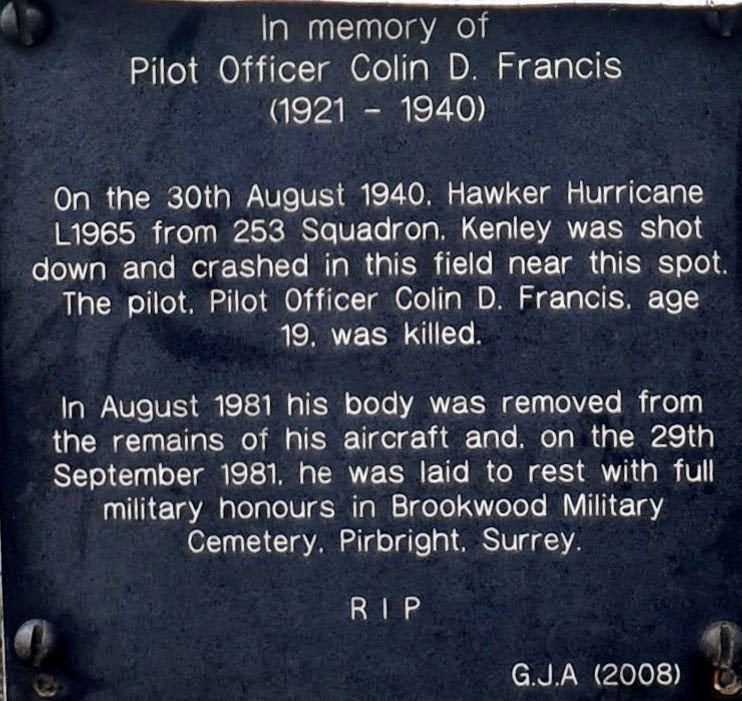 In memory of
Pilot Officer Colin D. Francis
(1921 - 1940)
On the 30th August 1940, Hawker Hurricane
L1965 from 253 Squadron, Kenley was shot
down and crashed in this field near this spot.
The pilot, Pilot Officer Colin D. Francis, age
19, was killed.
In August 1981 his body was removed from
the remains of his aircraft and, on the 29th
September 1981, he was laid to rest with full
military honours in Brookwood Military
Cemetery, Pirbright, Surrey.
R I P
G.J.A (2008)